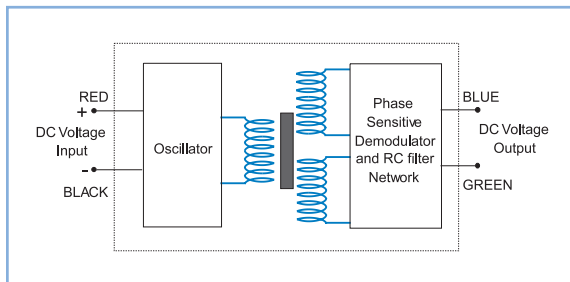 RED
+
DC Voltage
Input
-
BLACK
Oscillator
Phase
Sensitive
Demodulator
and RC filter
Network
BLUE
DC Voltage
Output
GREEN